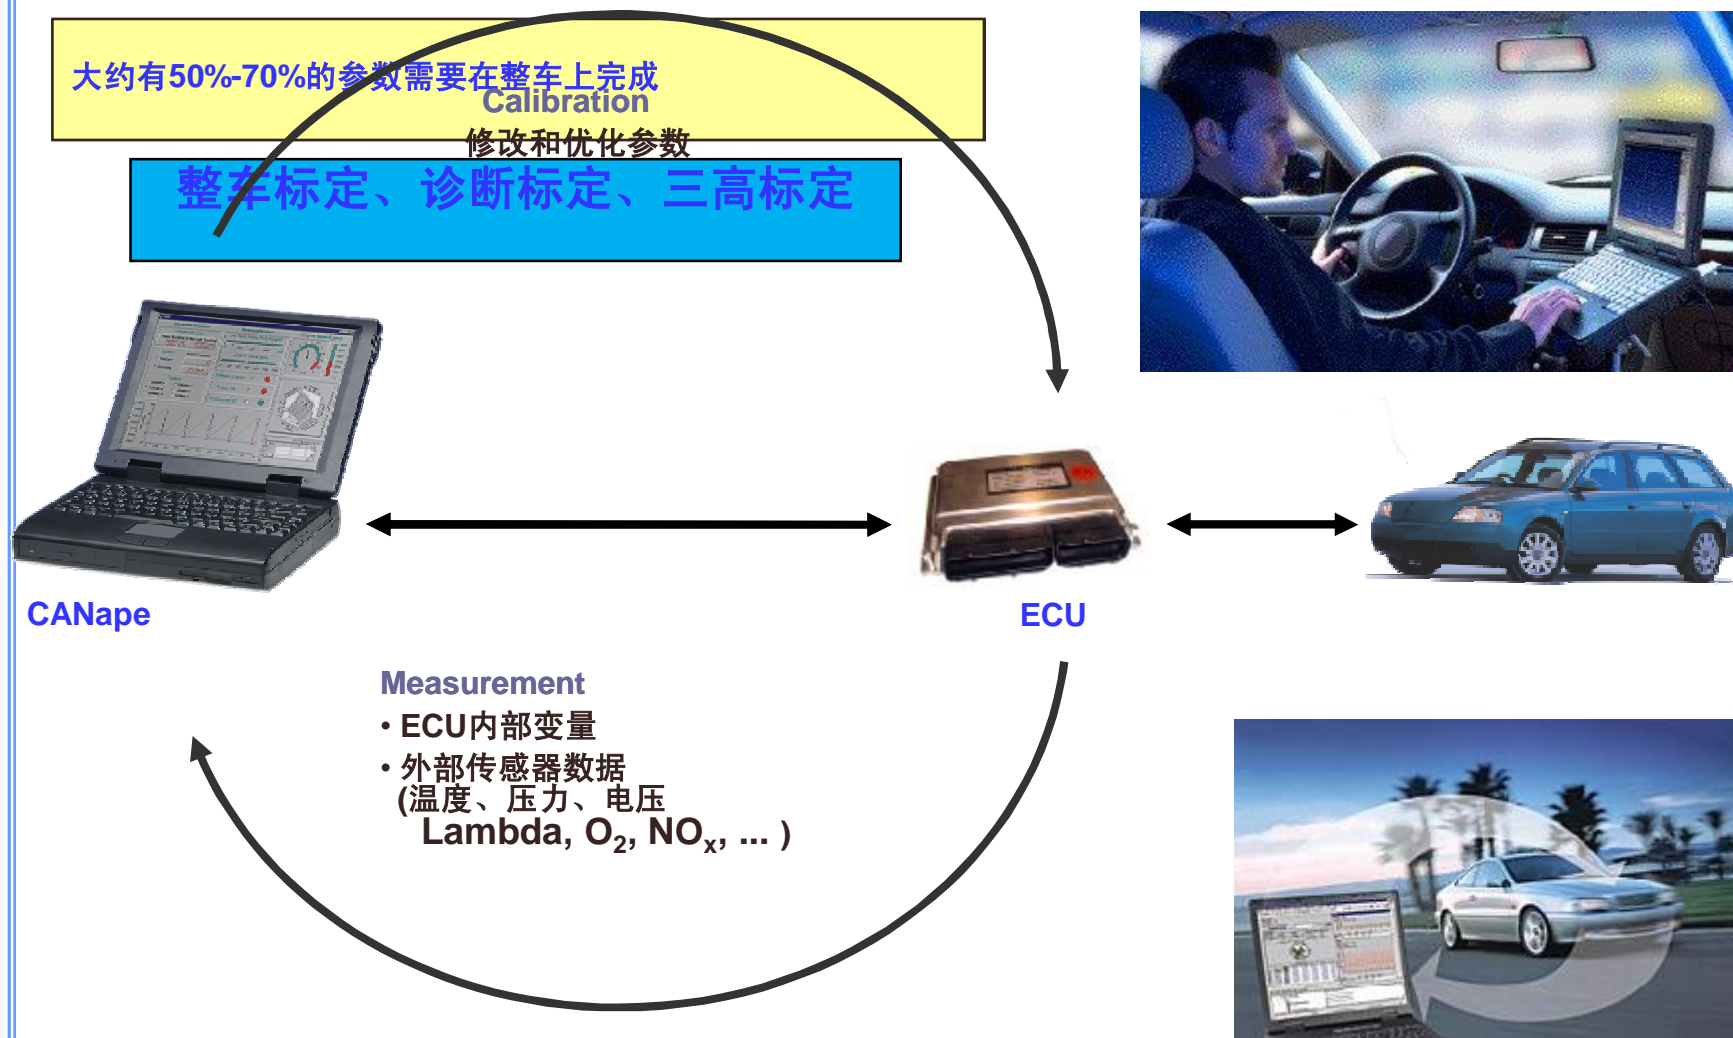 大约有50%-70%的参数需要在整车上完成
Calibration
修改和优化参数
整车标定、诊断标定、三高标定
CANape
ECU
Measurement
• ECU内部变量
• 外部传感器数据
(温度、压力、电压
Lambda, O₂, NOₓ, ... )